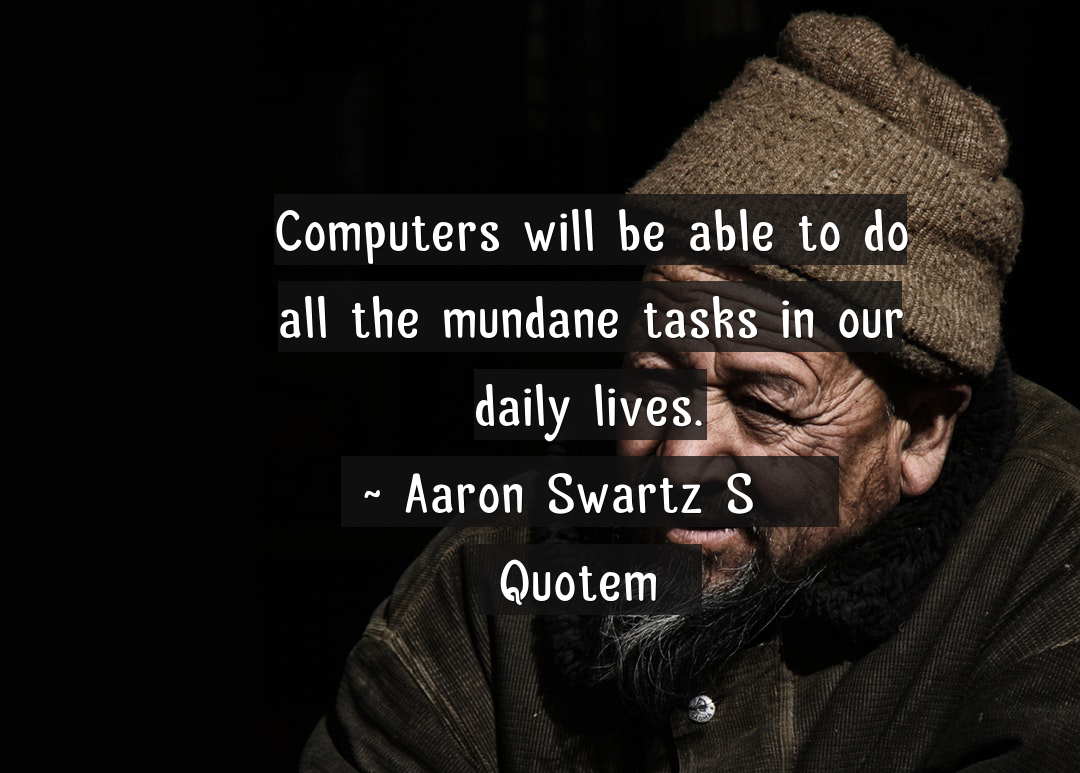 Computers will be able to do
all the mundane tasks in our
daily lives.
~ Aaron Swartz S
Quotem